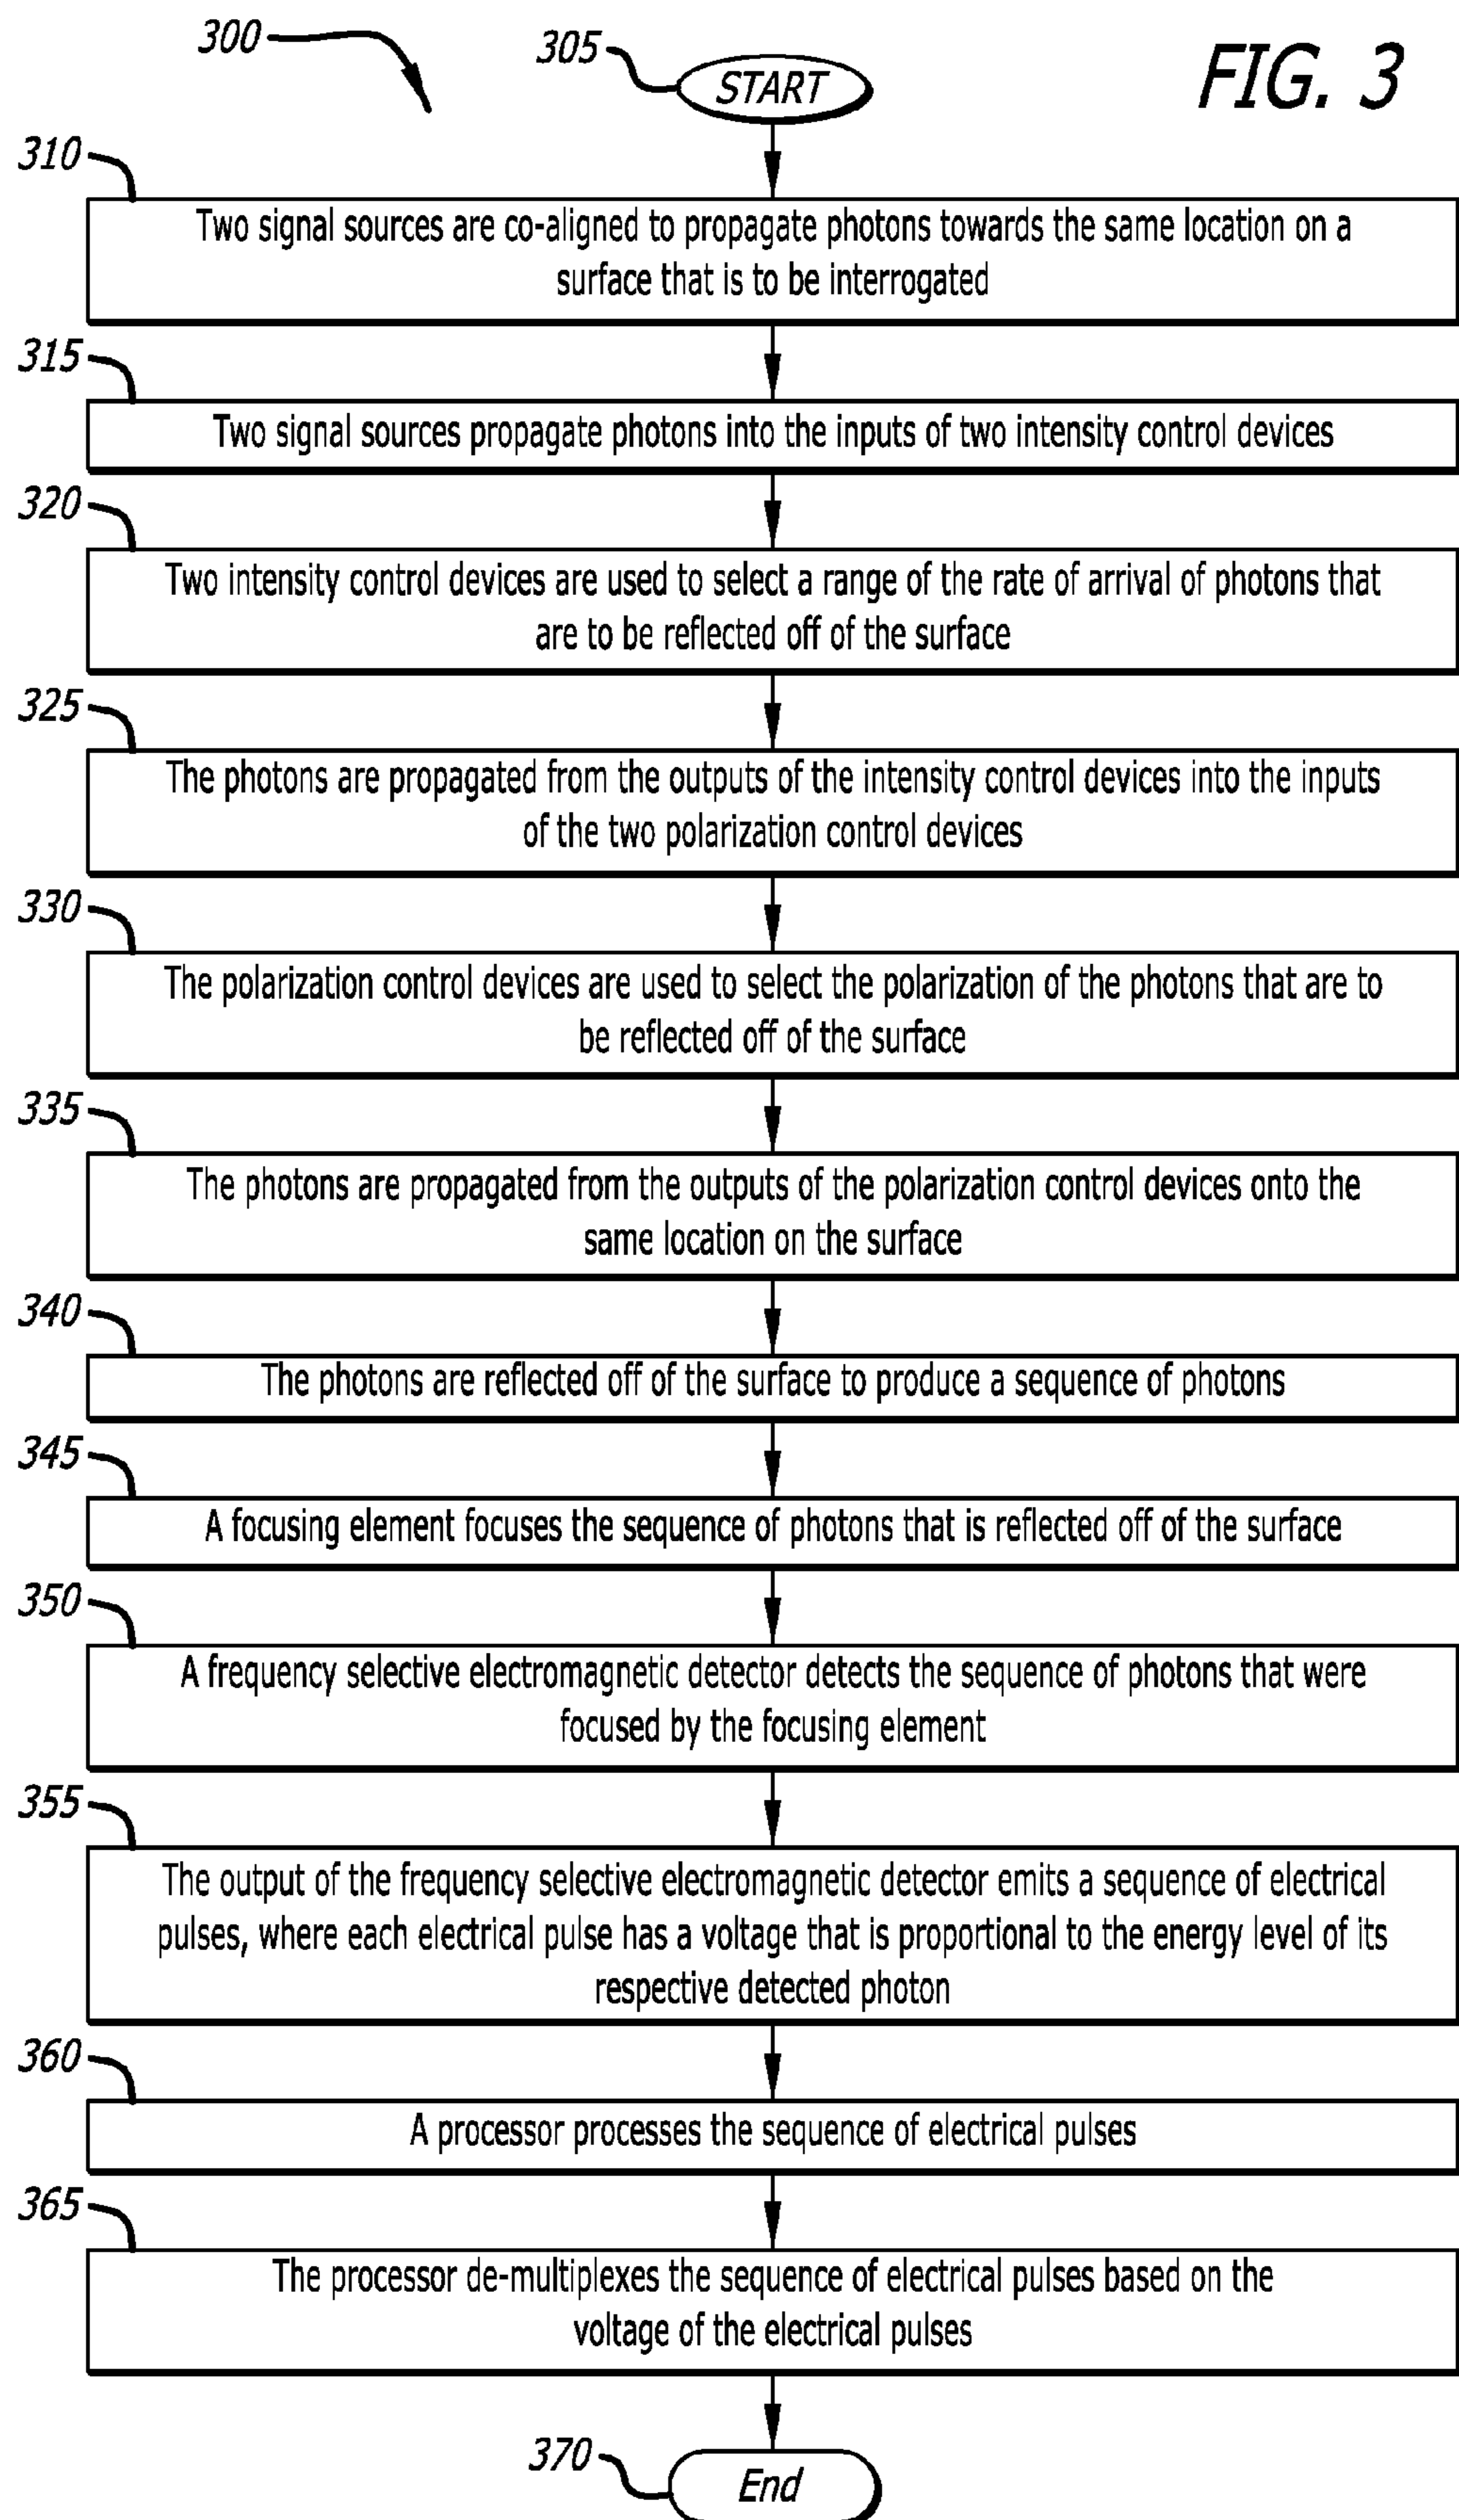 300
305
START
FIG. 3
310
Two signal sources are co-aligned to propagate photons towards the same location on a
surface that is to be interrogated
315
Two signal sources propagate photons into the inputs of two intensity control devices
320
Two intensity control devices are used to select a range of the rate of arrival of photons that
are to be reflected off of the surface
325
The photons are propagated from the outputs of the intensity control devices into the inputs
of the two polarization control devices
330
The polarization control devices are used to select the polarization of the photons that are to
be reflected off of the surface
335
The photons are propagated from the outputs of the polarization control devices onto the
same location on the surface
340
The photons are reflected off of the surface to produce a sequence of photons
345
A focusing element focuses the sequence of photons that is reflected off of the surface
350
A frequency selective electromagnetic detector detects the sequence of photons that were
focused by the focusing element
355
The output of the frequency selective electromagnetic detector emits a sequence of electrical
pulses, where each electrical pulse has a voltage that is proportional to the energy level of its
respective detected photon
360
A processor processes the sequence of electrical pulses
365
The processor de-multiplexes the sequence of electrical pulses based on the
voltage of the electrical pulses
370
End